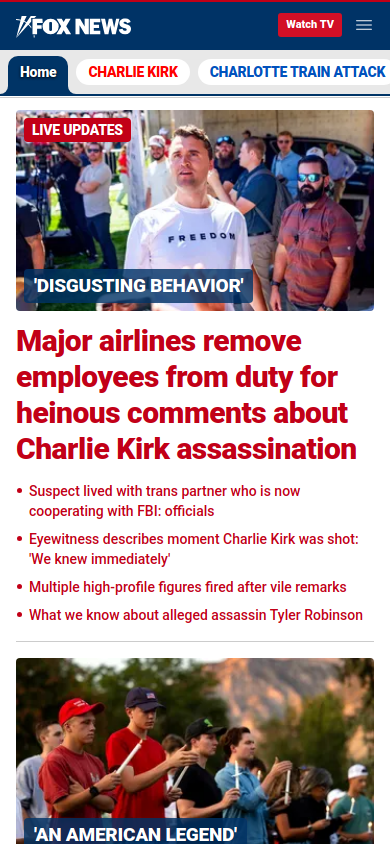 FOX NEWS
Watch TV
Home
CHARLIE KIRK
CHARLOTTE TRAIN ATTACK
LIVE UPDATES
FREEDOM
'DISGUSTING BEHAVIOR'
Major airlines remove
employees from duty for
heinous comments about
Charlie Kirk assassination
• Suspect lived with trans partner who is now
cooperating with FBI: officials
• Eyewitness describes moment Charlie Kirk was shot:
'We knew immediately'
• Multiple high-profile figures fired after vile remarks
• What we know about alleged assassin Tyler Robinson
'AN AMERICAN LEGEND'